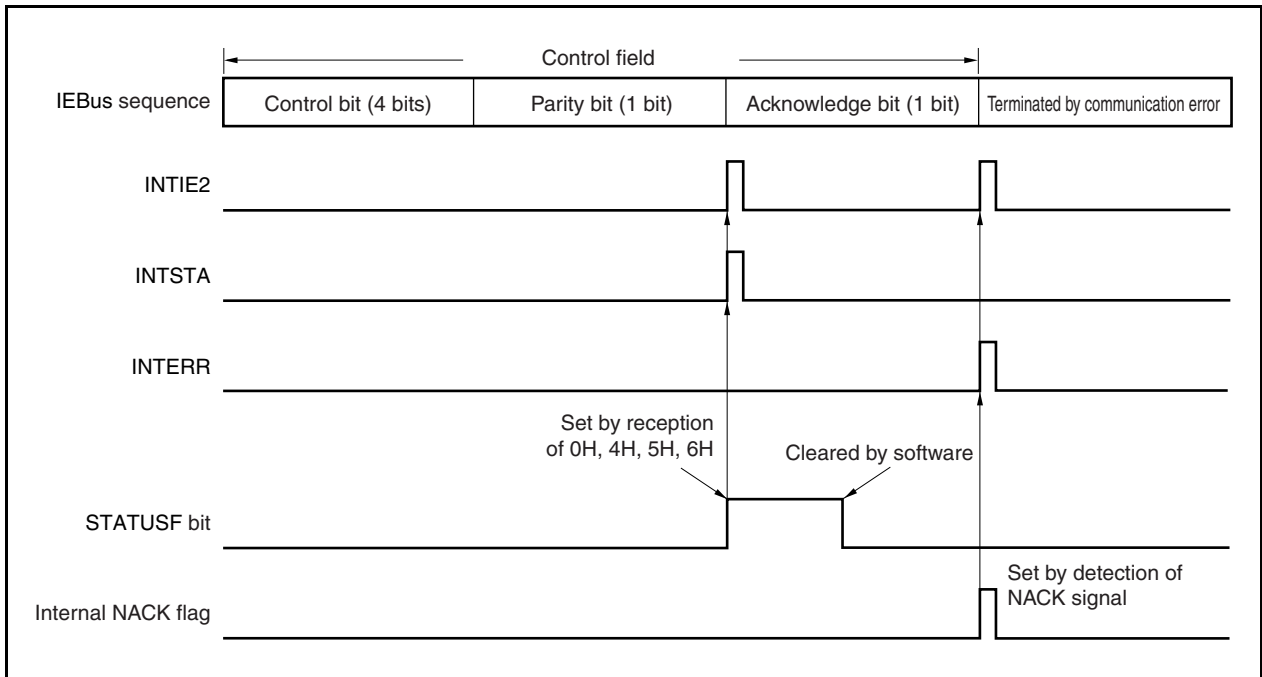 Control field
IEBus sequence
Control bit (4 bits)
Parity bit (1 bit)
Acknowledge bit (1 bit)
Terminated by communication error
INTIE2
INTSTA
INTERR
Set by reception
of 0H, 4H, 5H, 6H
Cleared by software
STATUSF bit
Set by detection of
NACK signal
Internal NACK flag